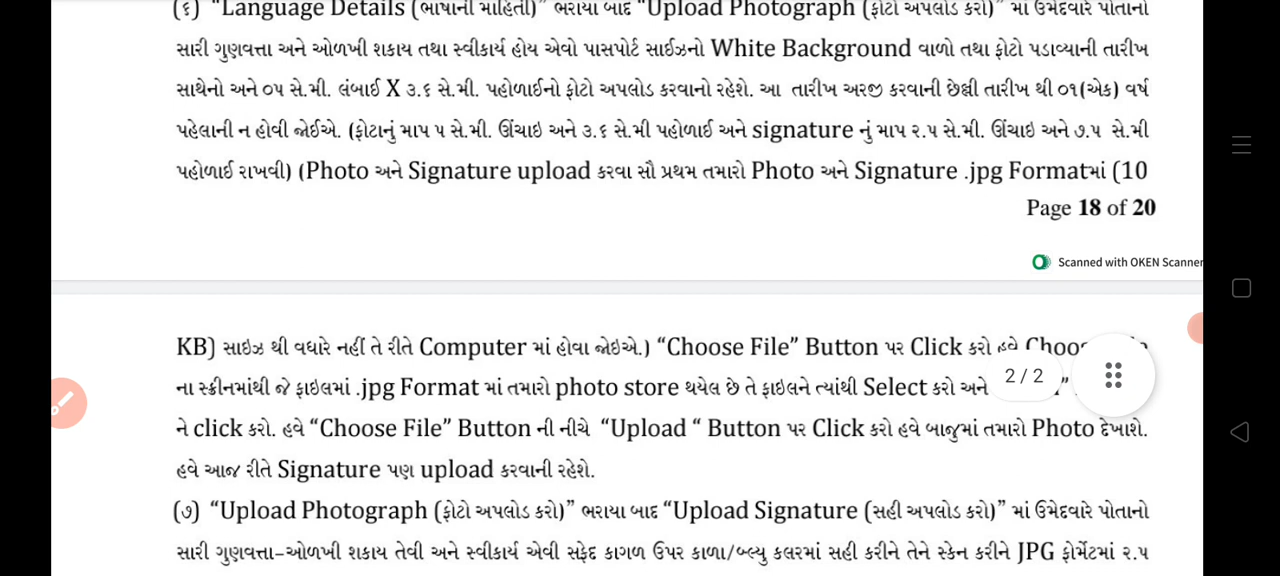 (૬) “Language Details (ભાષાની માહિતી)” ભરાયા બાદ “Upload Photograph (ફોટો અપલોડ કરો)” માં ઉમેદવારે પોતાનો
સારી ગુણવત્તા અને ઓળખી શકાય તથા સ્વીકાર્ય હોય એવો પાસપોર્ટ સાઈઝનો White Background વાળો તથા ફોટો પડાવ્યાની તારીખ
સાથેનો અને ૦૫ સે.મી. લંબાઈ X ૩.૬ સે.મી. પહોળાઈનો ફોટો અપલોડ કરવાનો રહેશે. આ તારીખ અરજી કરવાની છેલ્લી તારીખ થી ૦૧(એક) વર્ષ
પહેલાની ન હોવી જોઈએ. (ફોટાનું માપ ૫ સે.મી. ઊંચાઇ અને ૩.૬ સે.મી પહોળાઈ અને signature નું માપ ૨.૫ સે.મી. ઊંચાઇ અને ૭.૫ સે.મી
પહોળાઈ રાખવી) (Photo અને Signature upload કરવા સૌ પ્રથમ તમારો Photo અને Signature .jpg Formatમાં (10
Page 18 of 20
Scanned with OKEN Scanner
KB) સાઇઝ થી વધારે નહીં તે રીતે Computer માં હોવા જોઇએ.) “Choose File” Button પર Click કરો હવે
ના સ્ક્રીનમાંથી જે ફાઇલમાં .jpg Format માં તમારો photo store થયેલ છે તે ફાઇલને ત્યાંથી Select કરો અને
2 / 2
ને click કરો. હવે “Choose File” Button ની નીચે “Upload “ Button પર Click કરો હવે બાજુમાં તમારો Photo દેખાશે.
હવે આજ રીતે Signature પણ upload કરવાની રહેશે.
(૭) “Upload Photograph (ફોટો અપલોડ કરો)” ભરાયા બાદ “Upload Signature (સહી અપલોડ કરો)” માં ઉમેદવારે પોતાનો
સારી ગુણવત્તા–ઓળખી શકાય તેવી અને સ્વીકાર્ય એવી સફેદ કાગળ ઉપર કાળા/બ્લ્યુ કલરમાં સહી કરીને તેને સ્કેન કરીને JPG ફોર્મેટમાં ૨.૫